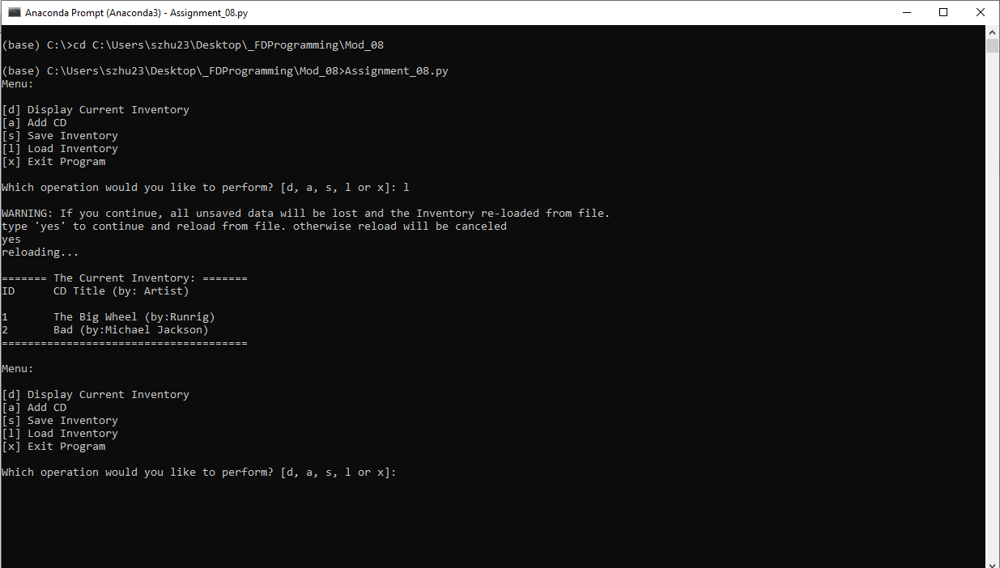 Anaconda Prompt (Anaconda3) - Assignment_08.py
(base) C:\>cd C:\Users\szhu23\Desktop\_FDProgramming\Mod_08
(base) C:\Users\szhu23\Desktop\_FDProgramming\Mod_08>Assignment_08.py
Menu:
[d] Display Current Inventory
[a] Add CD
[s] Save Inventory
[l] Load Inventory
[x] Exit Program
Which operation would you like to perform? [d, a, s, l or x]: l
WARNING: If you continue, all unsaved data will be lost and the Inventory re-loaded from file.
type 'yes' to continue and reload from file. otherwise reload will be canceled
yes
reloading...
======= The Current Inventory: =======
ID      CD Title (by: Artist)
1       The Big Wheel (by:Runrig)
2       Bad (by:Michael Jackson)
======================================
Menu:
[d] Display Current Inventory
[a] Add CD
[s] Save Inventory
[l] Load Inventory
[x] Exit Program
Which operation would you like to perform? [d, a, s, l or x]: